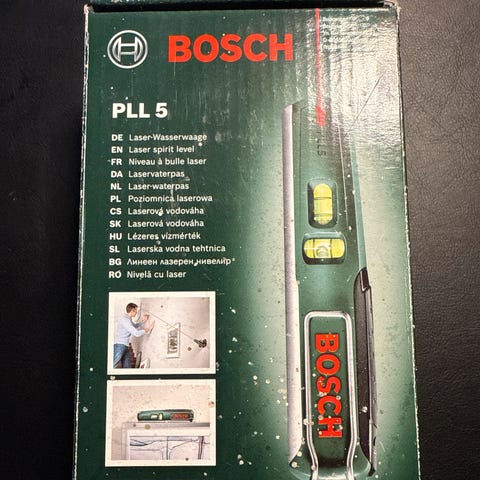 BOSCH
PLL 5
DE Laser-Wasserwaage
EN Laser spirit level
FR Niveau à bulle laser
DA Laservaterpas
NL Laser-waterpas
PL Poziomnica laserowa
CS Laserová vodováha
SK Laserová vodováha
HU Lézeres vízmérték
SL Laserska vodna tehtnica
BG Линеен лазерен нивелир
RO Nivelă cu laser
BOSCH